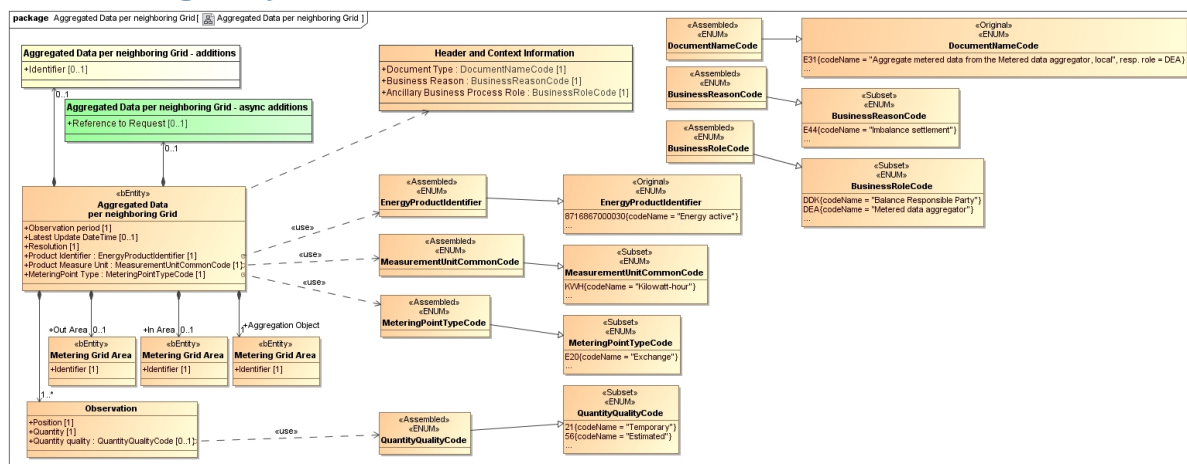 package Aggregated Data per neighboring Grid[ Aggregated Data per neighboring Grid ]
Aggregated Data per neighboring Grid - additions
+Identifier [0..1]
0..1
Aggregated Data per neighboring Grid - async additions
+Reference to Request [0..1]
0..1
Header and Context Information
+Document Type : DocumentNameCode [1]
+Business Reason : BusinessReasonCode [1]
+Ancillary Business Process Role : BusinessRoleCode [1]
«Assembled»
«ENUM»
DocumentNameCode
«Original»
«ENUM»
DocumentNameCode
E31{codeName = "Aggregate metered data from the Metered data aggregator, local", resp. role = DEA}
...
«Assembled»
«ENUM»
BusinessReasonCode
«Subset»
«ENUM»
BusinessReasonCode
E44{codeName = "Imbalance settlement"}
...
«Assembled»
«ENUM»
BusinessRoleCode
«Subset»
«ENUM»
BusinessRoleCode
DDK{codeName = "Balance Responsible Party"}
DEA{codeName = "Metered data aggregator"}
...
«bEntity»
Aggregated Data
per neighboring Grid
+Observation period [1]
+Latest Update DateTime [0..1]
+Resolution [1]
+Product Identifier : EnergyProductIdentifier [1]
+Product Measure Unit : MeasurementUnitCommonCode [1]
+MeteringPoint Type : MeteringPointTypeCode [1]
«use»
«use»
«use»
«Assembled»
«ENUM»
EnergyProductIdentifier
«Original»
«ENUM»
EnergyProductIdentifier
8716867000030{codeName = "Energy active"}
...
«Assembled»
«ENUM»
MeasurementUnitCommonCode
«Subset»
«ENUM»
MeasurementUnitCommonCode
KWH{codeName = "Kilowatt-hour"}
...
«Assembled»
«ENUM»
MeteringPointTypeCode
«Subset»
«ENUM»
MeteringPointTypeCode
E20{codeName = "Exchange"}
...
+Out Area 0..1
+In Area 0..1
+Aggregation Object
1
«bEntity»
Metering Grid Area
+Identifier [1]
«bEntity»
Metering Grid Area
+Identifier [1]
«bEntity»
Metering Grid Area
+Identifier [1]
1..*
Observation
+Position [1]
+Quantity [1]
+Quantity quality : QuantityQualityCode [0..1]
«use»
«Assembled»
«ENUM»
QuantityQualityCode
«Subset»
«ENUM»
QuantityQualityCode
21{codeName = "Temporary"}
56{codeName = "Estimated"}
...